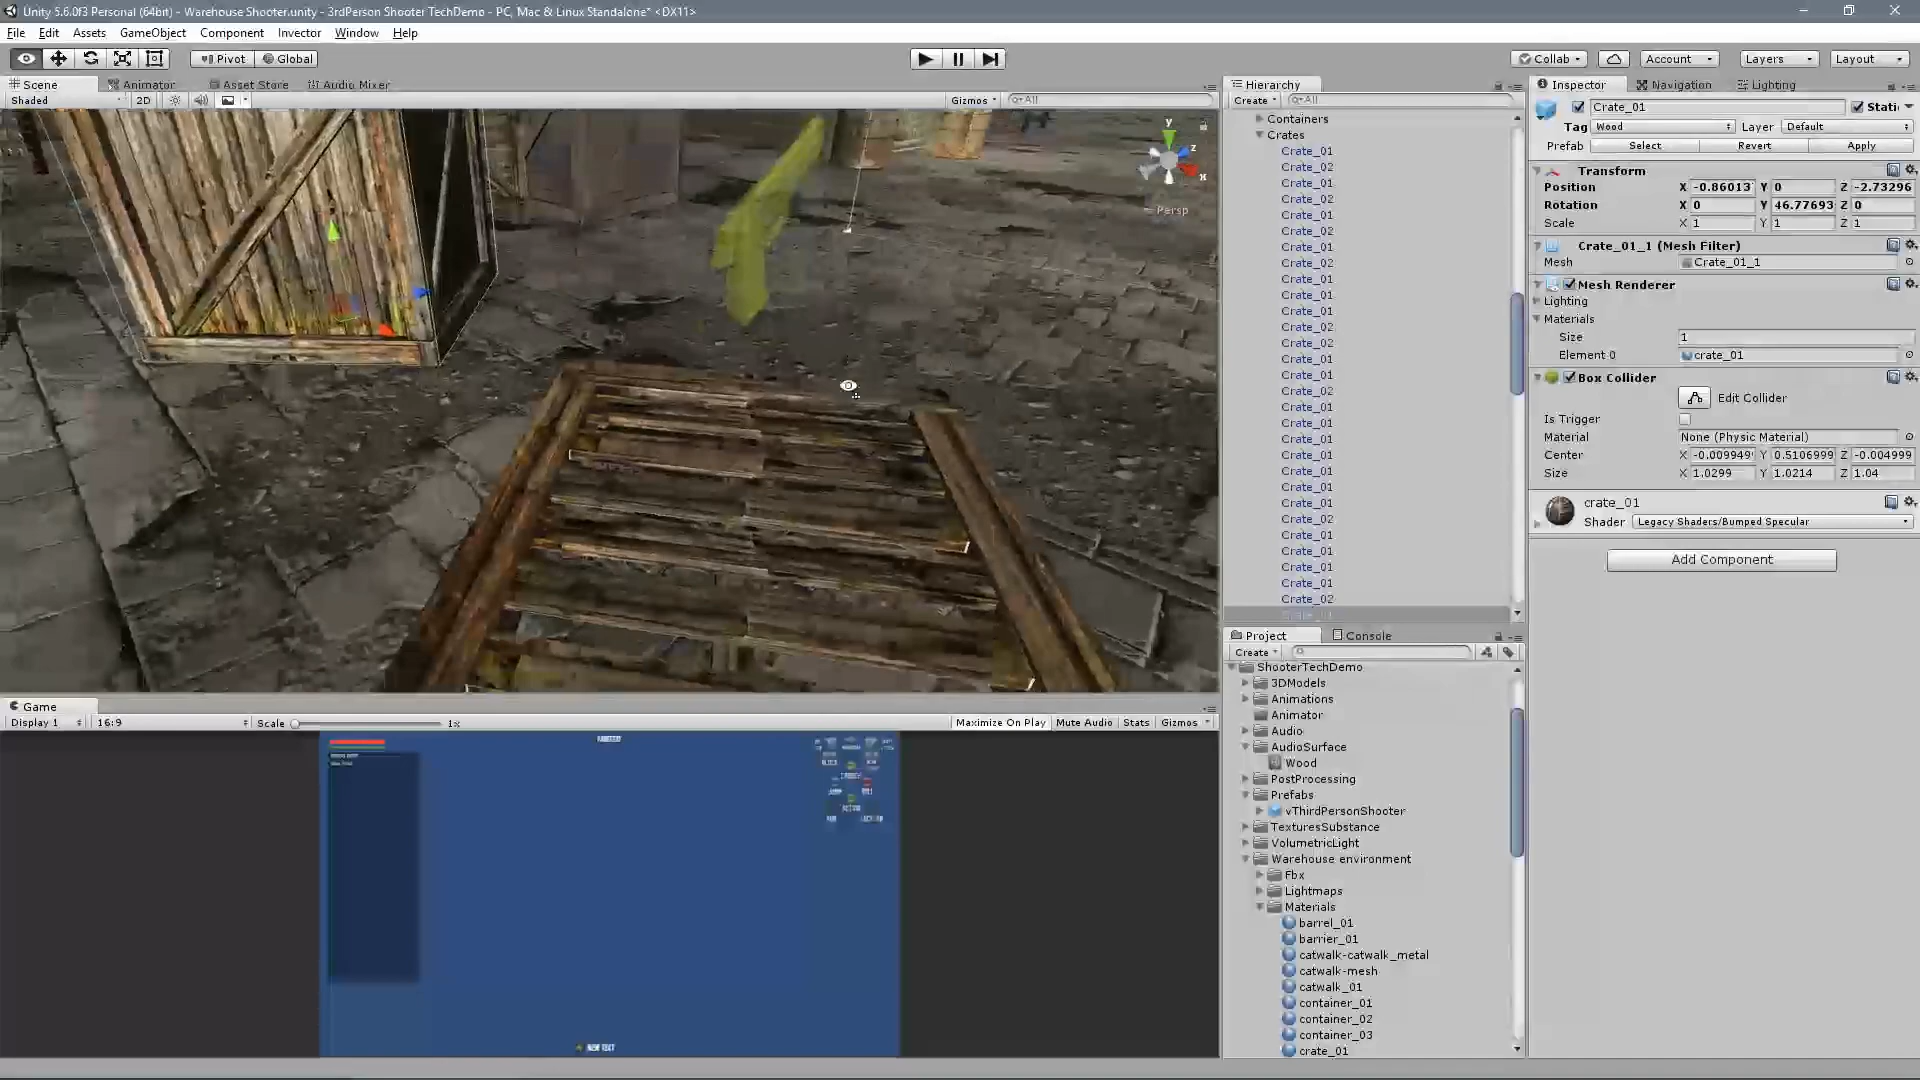 Unity 5.6.0f3 Personal (64bit) - Warehouse Shooter.unity - 3rdPerson Shooter TechDemo - PC, Mac & Linux Standalone* <DX11>
File Edit Assets GameObject Component Invector Window Help
Pivot Global Collab Account Layers Layout
Scene Animator Asset Store Audio Mixer
Shaded 2D Gizmos All
y
z
x
Persp
Hierarchy
Create All
Containers
Crates
Crate_01
Crate_02
Crate_01
Crate_02
Crate_01
Crate_02
Crate_01
Crate_02
Crate_01
Crate_01
Crate_01
Crate_02
Crate_02
Crate_01
Crate_01
Crate_02
Crate_01
Crate_01
Crate_01
Crate_01
Crate_01
Crate_01
Crate_01
Crate_02
Crate_01
Crate_01
Crate_01
Crate_01
Crate_02
Project Console
Create
ShooterTechDemo
3DModels
Animations
Animator
Audio
AudioSurface
Wood
PostProcessing
Prefabs
vThirdPersonShooter
TexturesSubstance
VolumetricLight
Warehouse environment
Fbx
Lightmaps
Materials
barrel_01
barrier_01
catwalk-catwalk_metal
catwalk-mesh
catwalk_01
container_01
container_02
container_03
crate_01
Inspector Navigation Lighting
Crate_01 Stati
Tag Wood Layer Default
Prefab Select Revert Apply
Transform
Position X -0.86013 Y 0 Z -2.73296
Rotation X 0 Y 46.77693 Z 0
Scale X 1 Y 1 Z 1
Crate_01_1 (Mesh Filter)
Mesh Crate_01_1
Mesh Renderer
Lighting
Materials
Size 1
Element 0 crate_01
Box Collider
Edit Collider
Is Trigger
Material None (Physic Material)
Center X -0.009949 Y 0.5106999 Z -0.004999
Size X 1.0299 Y 1.0214 Z 1.04
crate_01
Shader Legacy Shaders/Bumped Specular
Add Component
Game
Display 1 16:9 Scale 1x Maximize On Play Mute Audio Stats Gizmos
NEW TEXT